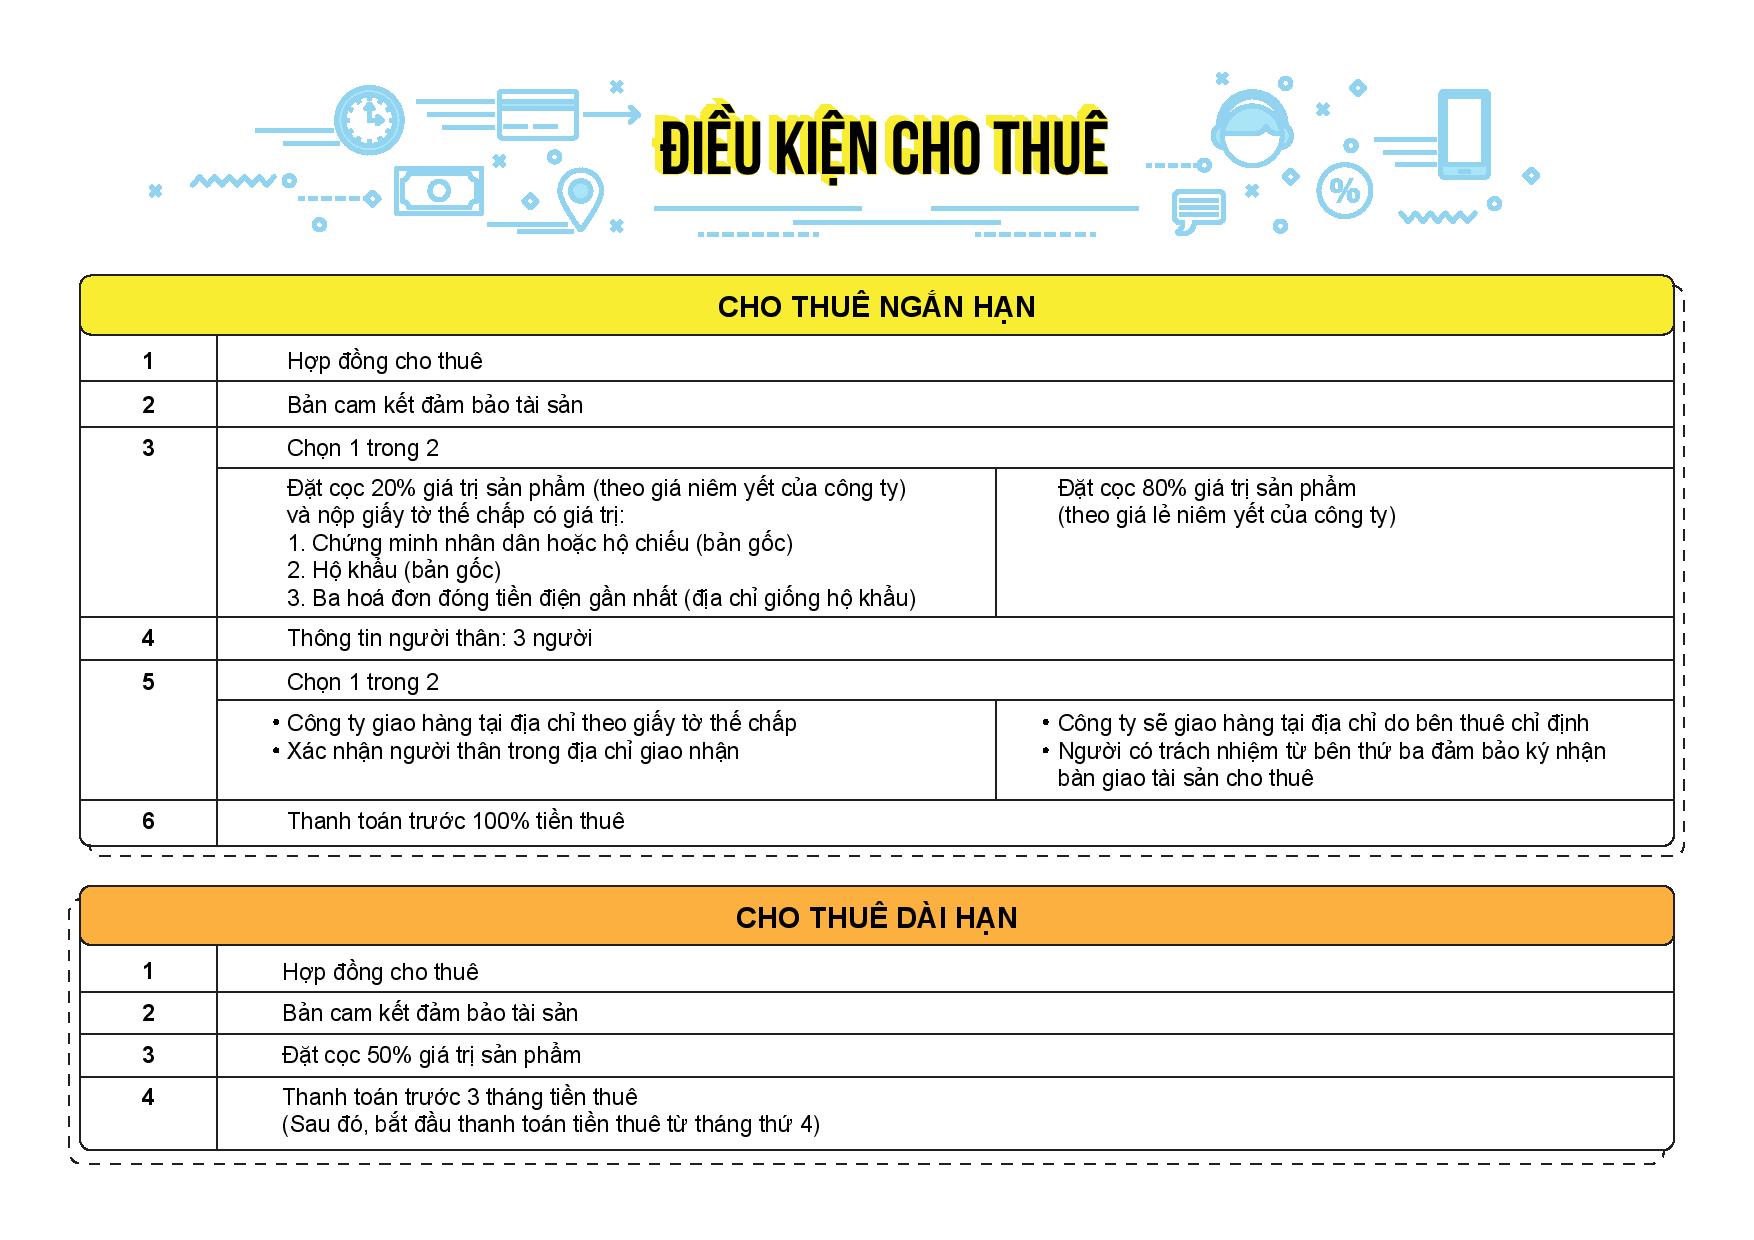 ĐIỀU KIỆN CHO THUÊ
%
CHO THUÊ NGẮN HẠN
1 Hợp đồng cho thuê
2 Bản cam kết đảm bảo tài sản
3 Chọn 1 trong 2
Đặt cọc 20% giá trị sản phẩm (theo giá niêm yết của công ty)
và nộp giấy tờ thế chấp có giá trị:
1. Chứng minh nhân dân hoặc hộ chiếu (bản gốc)
2. Hộ khẩu (bản gốc)
3. Ba hoá đơn đóng tiền điện gần nhất (địa chỉ giống hộ khẩu)
Đặt cọc 80% giá trị sản phẩm
(theo giá lẻ niêm yết của công ty)
4 Thông tin người thân: 3 người
5 Chọn 1 trong 2
• Công ty giao hàng tại địa chỉ theo giấy tờ thế chấp
• Xác nhận người thân trong địa chỉ giao nhận
• Công ty sẽ giao hàng tại địa chỉ do bên thuê chỉ định
• Người có trách nhiệm từ bên thứ ba đảm bảo ký nhận
bàn giao tài sản cho thuê
6 Thanh toán trước 100% tiền thuê
CHO THUÊ DÀI HẠN
1 Hợp đồng cho thuê
2 Bản cam kết đảm bảo tài sản
3 Đặt cọc 50% giá trị sản phẩm
4 Thanh toán trước 3 tháng tiền thuê
(Sau đó, bắt đầu thanh toán tiền thuê từ tháng thứ 4)